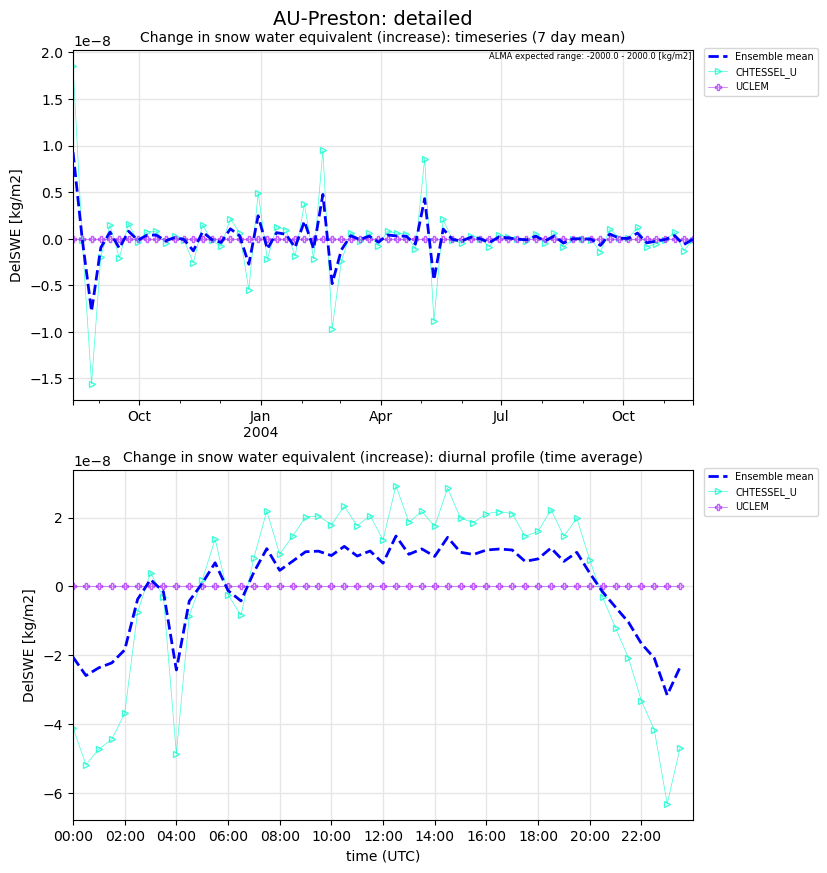 AU-Preston: detailed
Change in snow water equivalent (increase): timeseries (7 day mean)
1e−8
ALMA expected range: -2000.0 - 2000.0 [kg/m2]
Ensemble mean
CHTESSEL_U
UCLEM
DelSWE [kg/m2]
2.0
1.5
1.0
0.5
0.0
−0.5
−1.0
−1.5
Oct
Jan
2004
Apr
Jul
Oct
Change in snow water equivalent (increase): diurnal profile (time average)
1e−8
Ensemble mean
CHTESSEL_U
UCLEM
DelSWE [kg/m2]
2
0
−2
−4
−6
00:00 02:00 04:00 06:00 08:00 10:00 12:00 14:00 16:00 18:00 20:00 22:00
time (UTC)